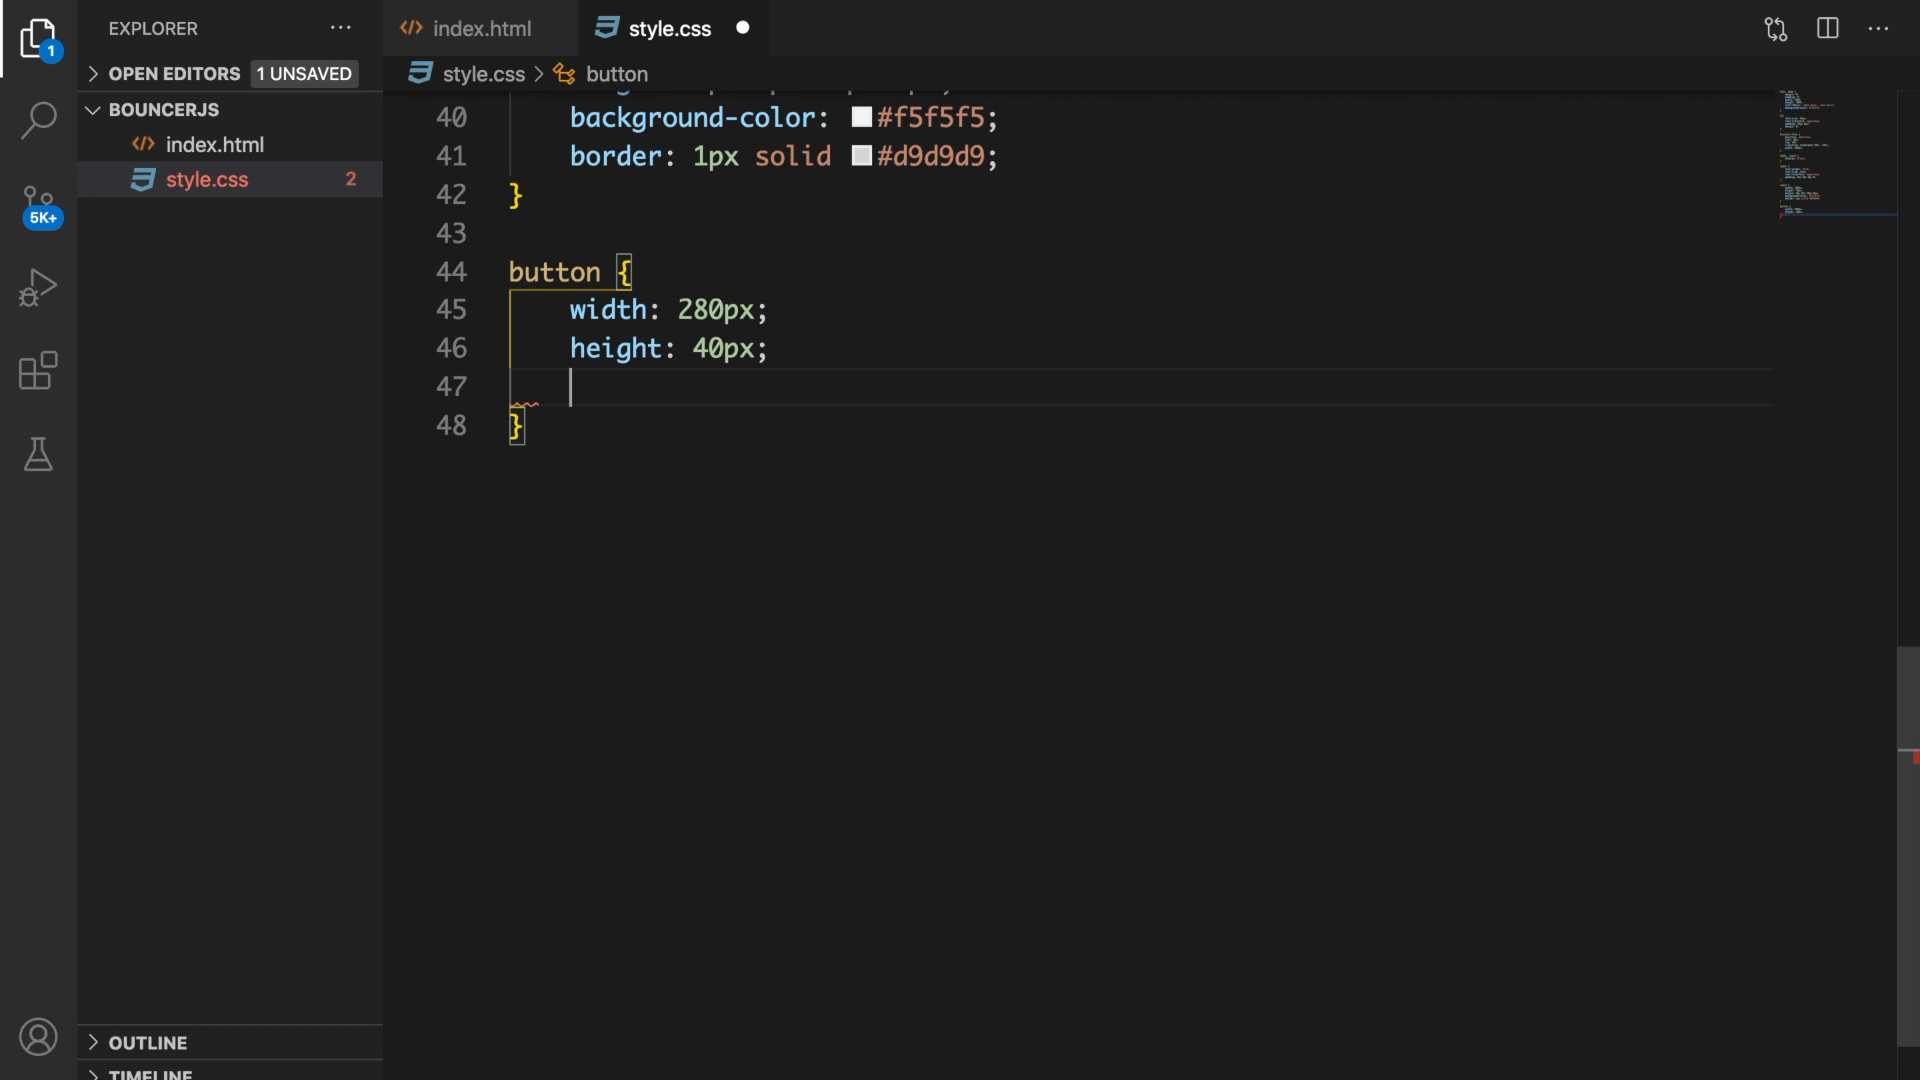 EXPLORER
1
OPEN EDITORS 1 UNSAVED
BOUNCERJS
index.html
style.css 2
5K+
OUTLINE
TIMELINE
index.html
style.css
style.css > button
40 background-color: #f5f5f5;
41 border: 1px solid #d9d9d9;
42 }
43
44 button {
45 width: 280px;
46 height: 40px;
47
48 }